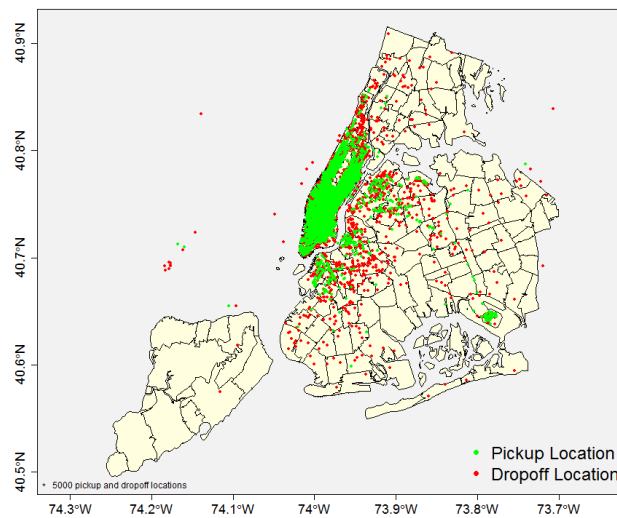 40.9°N
40.8°N
40.7°N
40.6°N
40.5°N
Pickup Location
Dropoff Location
* 5000 pickup and dropoff locations
74.3°W 74.2°W 74.1°W 74°W 73.9°W 73.8°W 73.7°W